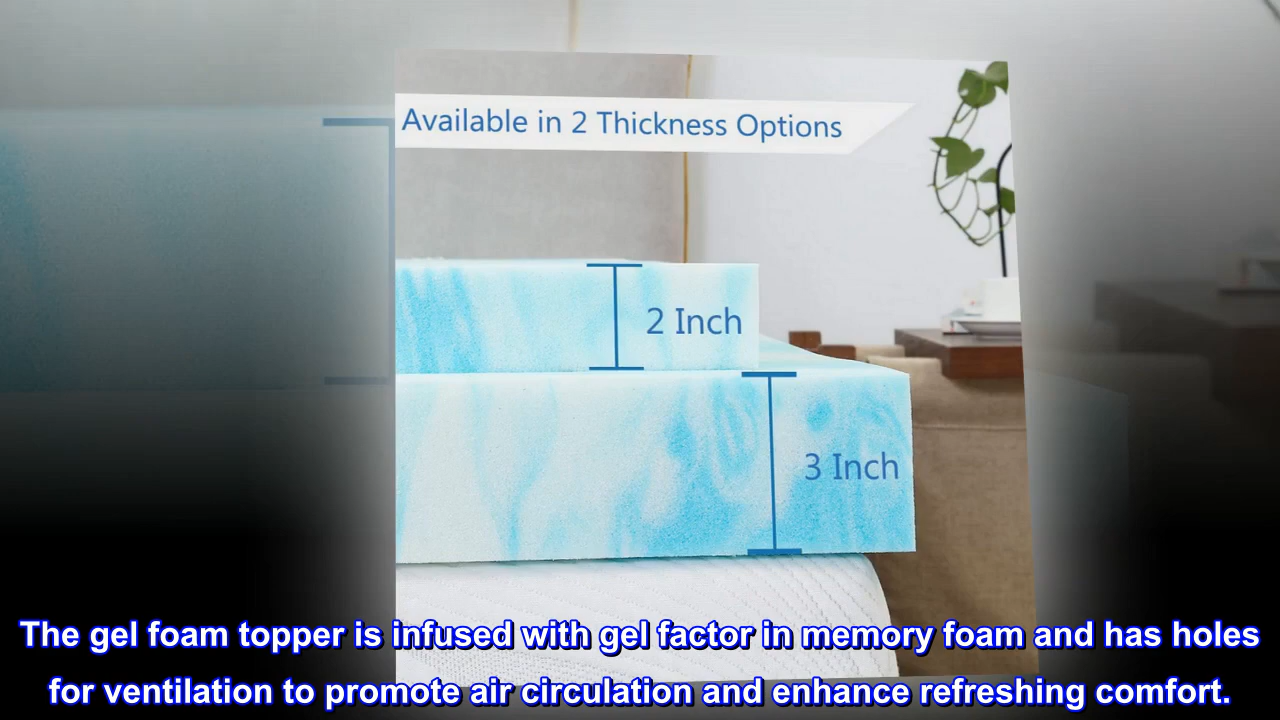 Available in 2 Thickness Options
2 Inch
3 Inch
The gel foam topper is infused with gel factor in memory foam and has holes
for ventilation to promote air circulation and enhance refreshing comfort.